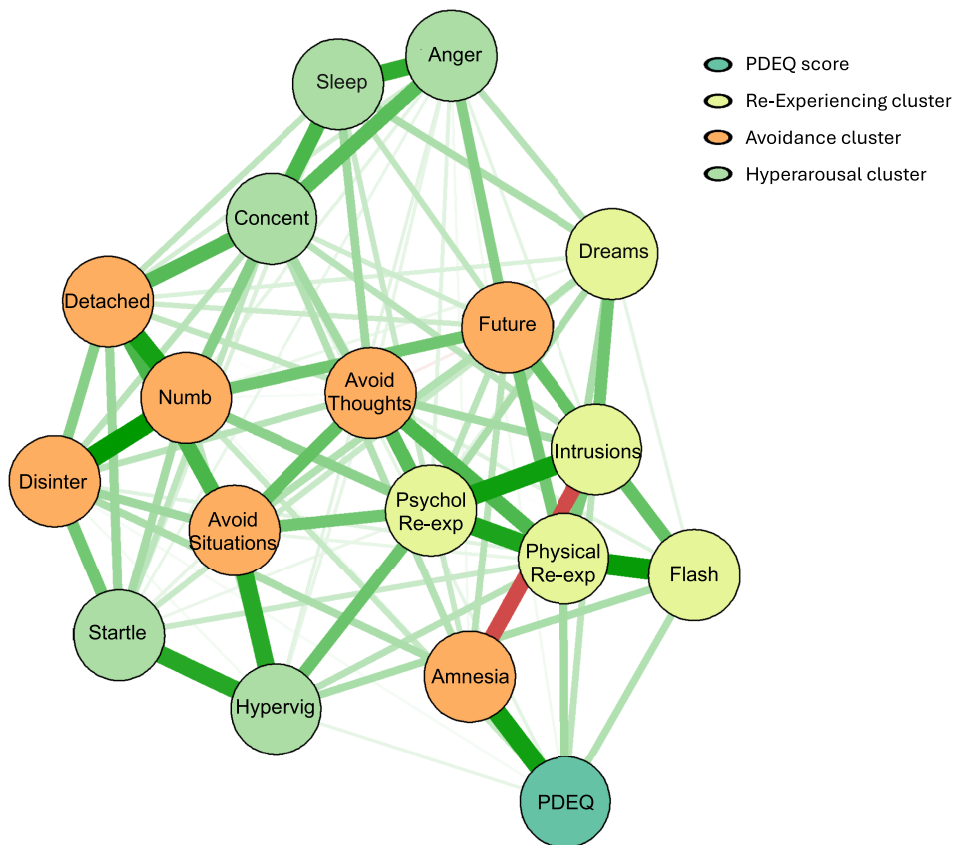 Anger
Sleep
PDEQ score
Re-Experiencing cluster
Avoidance cluster
Hyperarousal cluster
Concent
Dreams
Detached
Future
Avoid
Thoughts
Numb
Intrusions
Disinter
Psychol
Re-exp
Avoid
Situations
Physical
Re-exp
Flash
Startle
Amnesia
Hypervig
PDEQ